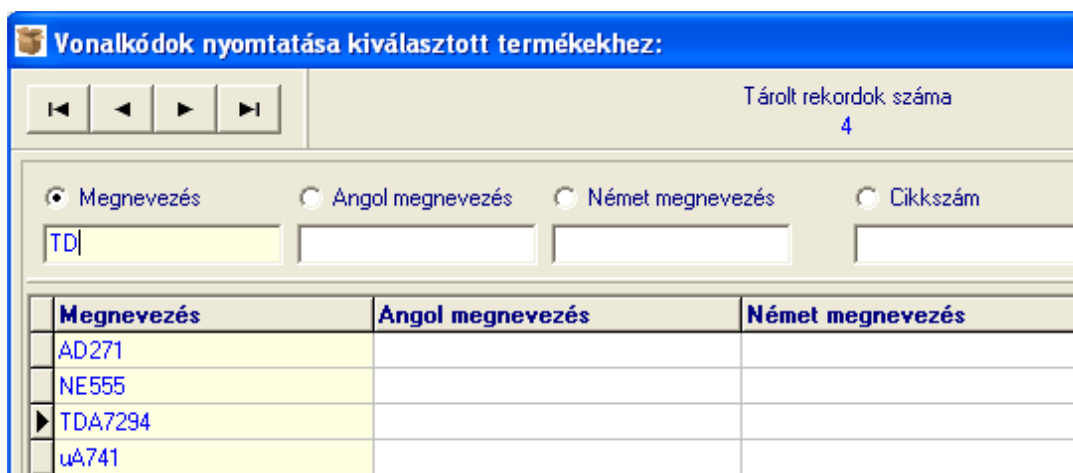 Vonalkódok nyomtatása kiválasztott termékekhez:
Tárolt rekordok száma
4
Megnevezés Angol megnevezés Német megnevezés Cikkszám
TD
Megnevezés Angol megnevezés Német megnevezés
AD271
NE555
TDA7294
uA741